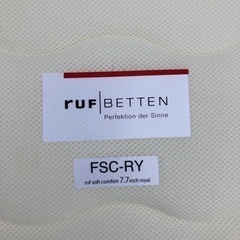 ruf|BETTEN
Perfektion der Sinne
FSC-RY
ruf soft comfort 7.7inch royal